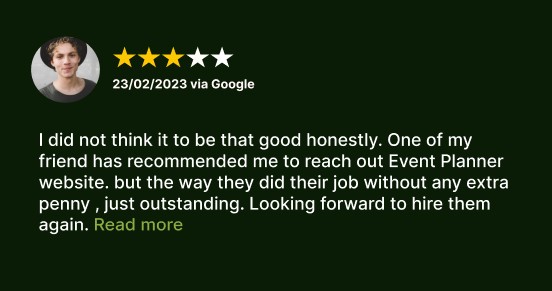 23/02/2023 via Google
I did not think it to be that good honestly. One of my
friend has recommended me to reach out Event Planner
website. but the way they did their job without any extra
penny , just outstanding. Looking forward to hire them
again. Read more